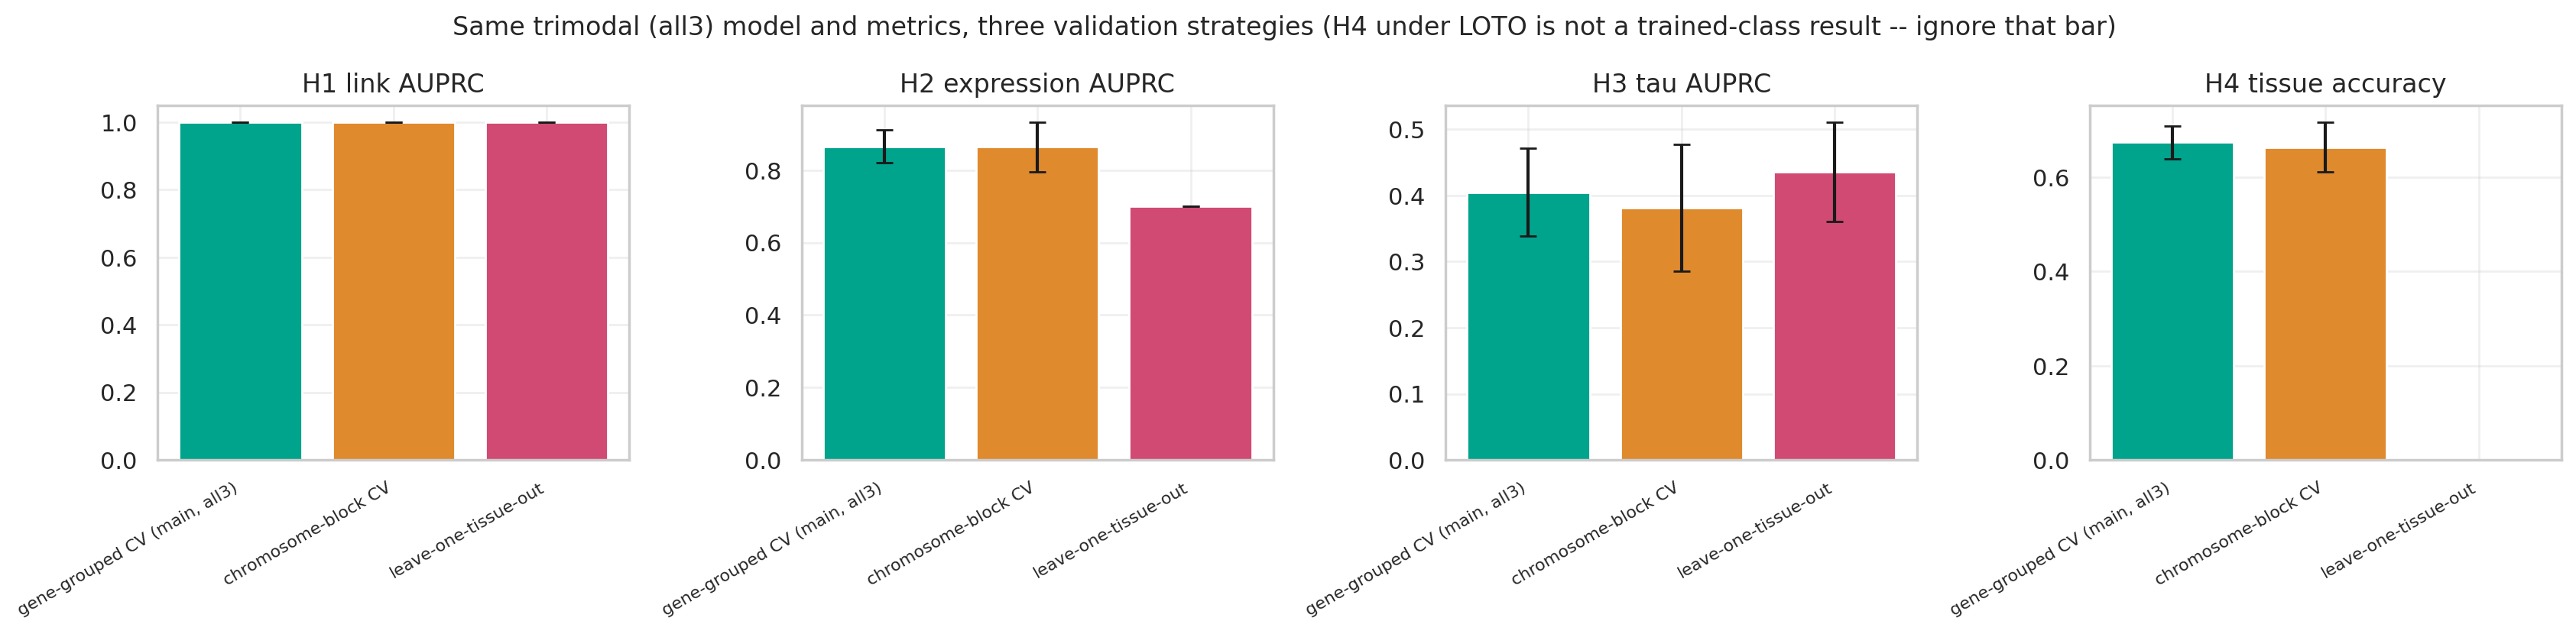 Same trimodal (all3) model and metrics, three validation strategies (H4 under LOTO is not a trained-class result -- ignore that bar)
H1 link AUPRC
1.0
0.8
0.6
0.4
0.2
0.0
gene-grouped CV (main, all3)
chromosome-block CV
leave-one-tissue-out
H2 expression AUPRC
0.8
0.6
0.4
0.2
0.0
gene-grouped CV (main, all3)
chromosome-block CV
leave-one-tissue-out
H3 tau AUPRC
0.5
0.4
0.3
0.2
0.1
0.0
gene-grouped CV (main, all3)
chromosome-block CV
leave-one-tissue-out
H4 tissue accuracy
0.6
0.4
0.2
0.0
gene-grouped CV (main, all3)
chromosome-block CV
leave-one-tissue-out